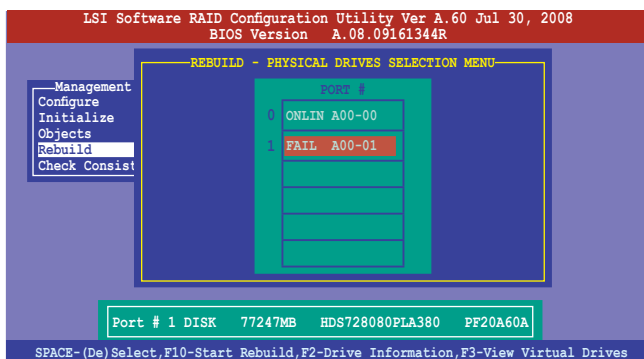 LSI Software RAID Configuration Utility Ver A.60 Jul 30, 2008
BIOS Version A.08.09161344R
REBUILD - PHYSICAL DRIVES SELECTION MENU
Management
Configure
Initialize
Objects
Rebuild
Check Consist
PORT #
0 ONLIN A00-00
1 FAIL A00-01
Port # 1 DISK 77247MB HDS728080PLA380 PF20A60A
SPACE-(De)Select,F10-Start Rebuild,F2-Drive Information,F3-View Virtual Drives